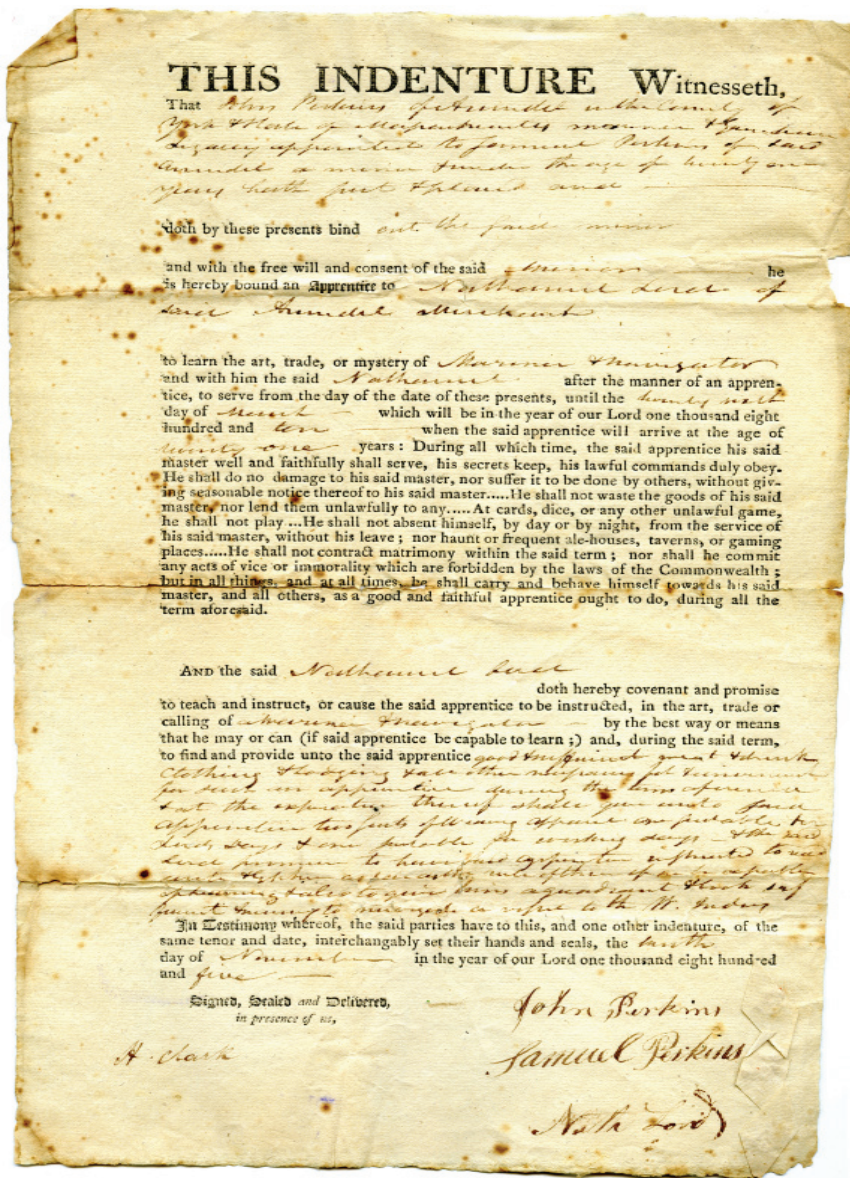 THIS INDENTURE Witnesseth,
That John Perkins of Arundel in the County of
York & State of Massachusetts mariner & Guardian
Legally appointed to Samuel Perkins of said
Arundel a minor & under the age of twenty one
years hath put & placed and
doth by these presents bind out the said minor
and with the free will and consent of the said minor he
is hereby bound an Apprentice to Nathaniel Lord of
said Arundel Merchant
to learn the art, trade, or mystery of Mariner & navigator
and with him the said Nathaniel after the manner of an appren-
tice, to serve from the day of the date of these presents, until the twenty
day of March which will be in the year of our Lord one thousand eight
hundred and ten when the said apprentice will arrive at the age of
twenty one years : During all which time, the said apprentice his said
master well and faithfully shall serve, his secrets keep, his lawful commands duly obey.
He shall do no damage to his said master, nor suffer it to be done by others, without giv-
ing seasonable notice thereof to his said master.....He shall not waste the goods of his said
master, nor lend them unlawfully to any.....At cards, dice, or any other unlawful game,
he shall not play ...He shall not absent himself, by day or by night, from the service of
his said master, without his leave ; nor haunt or frequent ale-houses, taverns, or gaming
places.....He shall not contract matrimony within the said term ; nor shall he commit
any acts of vice or immorality which are forbidden by the laws of the Commonwealth ;
but in all things, and at all times, he shall carry and behave himself towards his said
master, and all others, as a good and faithful apprentice ought to do, during all the
term aforesaid.
AND the said Nathaniel Lord
doth hereby covenant and promise
to teach and instruct, or cause the said apprentice to be instructed, in the art, trade or
calling of Mariner & navigator by the best way or means
that he may or can (if said apprentice be capable to learn ;) and, during the said term,
to find and provide unto the said apprentice good & sufficient meat & drink
Clothing & lodging & all other necessary
for such an apprentice during the term aforesaid
& at the expiration thereof shall give unto said
apprentice two suits of wearing apparel one suitable for
Lords days & one suitable for working days & the said
Lord to have said apprentice to
& also to give him a quadrant & book
to a to the W. Indies
In Testimony whereof, the said parties have to this, and one other indenture, of the
same tenor and date, interchangably set their hands and seals, the
day of November in the year of our Lord one thousand eight hundred
and five
Signed, Sealed and Delivered,
in presence of us,
John Perkins
H. Clark
Samuel Perkins
Nath Lord